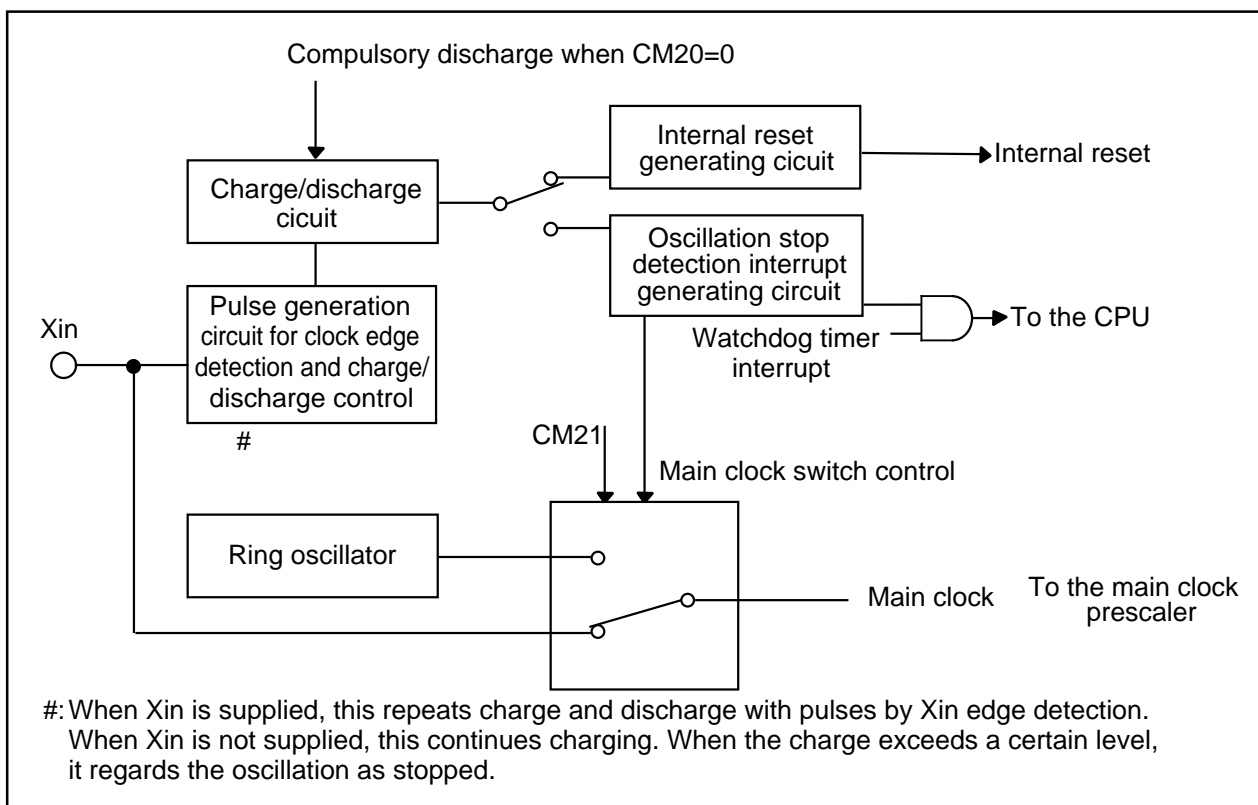 Compulsory discharge when CM20=0
Internal reset
generating cicuit
Internal reset
Charge/discharge
cicuit
Oscillation stop
detection interrupt
generating circuit
Pulse generation
circuit for clock edge
detection and charge/
discharge control
Xin
To the CPU
Watchdog timer
interrupt
#
CM21
Main clock switch control
Ring oscillator
Main clock
To the main clock
prescaler
#: When Xin is supplied, this repeats charge and discharge with pulses by Xin edge detection.
When Xin is not supplied, this continues charging. When the charge exceeds a certain level,
it regards the oscillation as stopped.